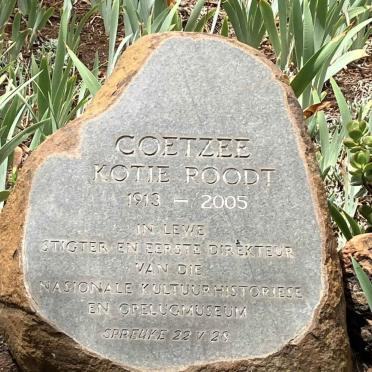 COETZEE
KOTIE ROODT
1913 — 2005
IN LEWE
STIGTER EN EERSTE DIREKTEUR
VAN DIE
NASIONALE KULTUURHISTORIESE
EN OPELUGMUSEUM
SPREUKE 22 V 29